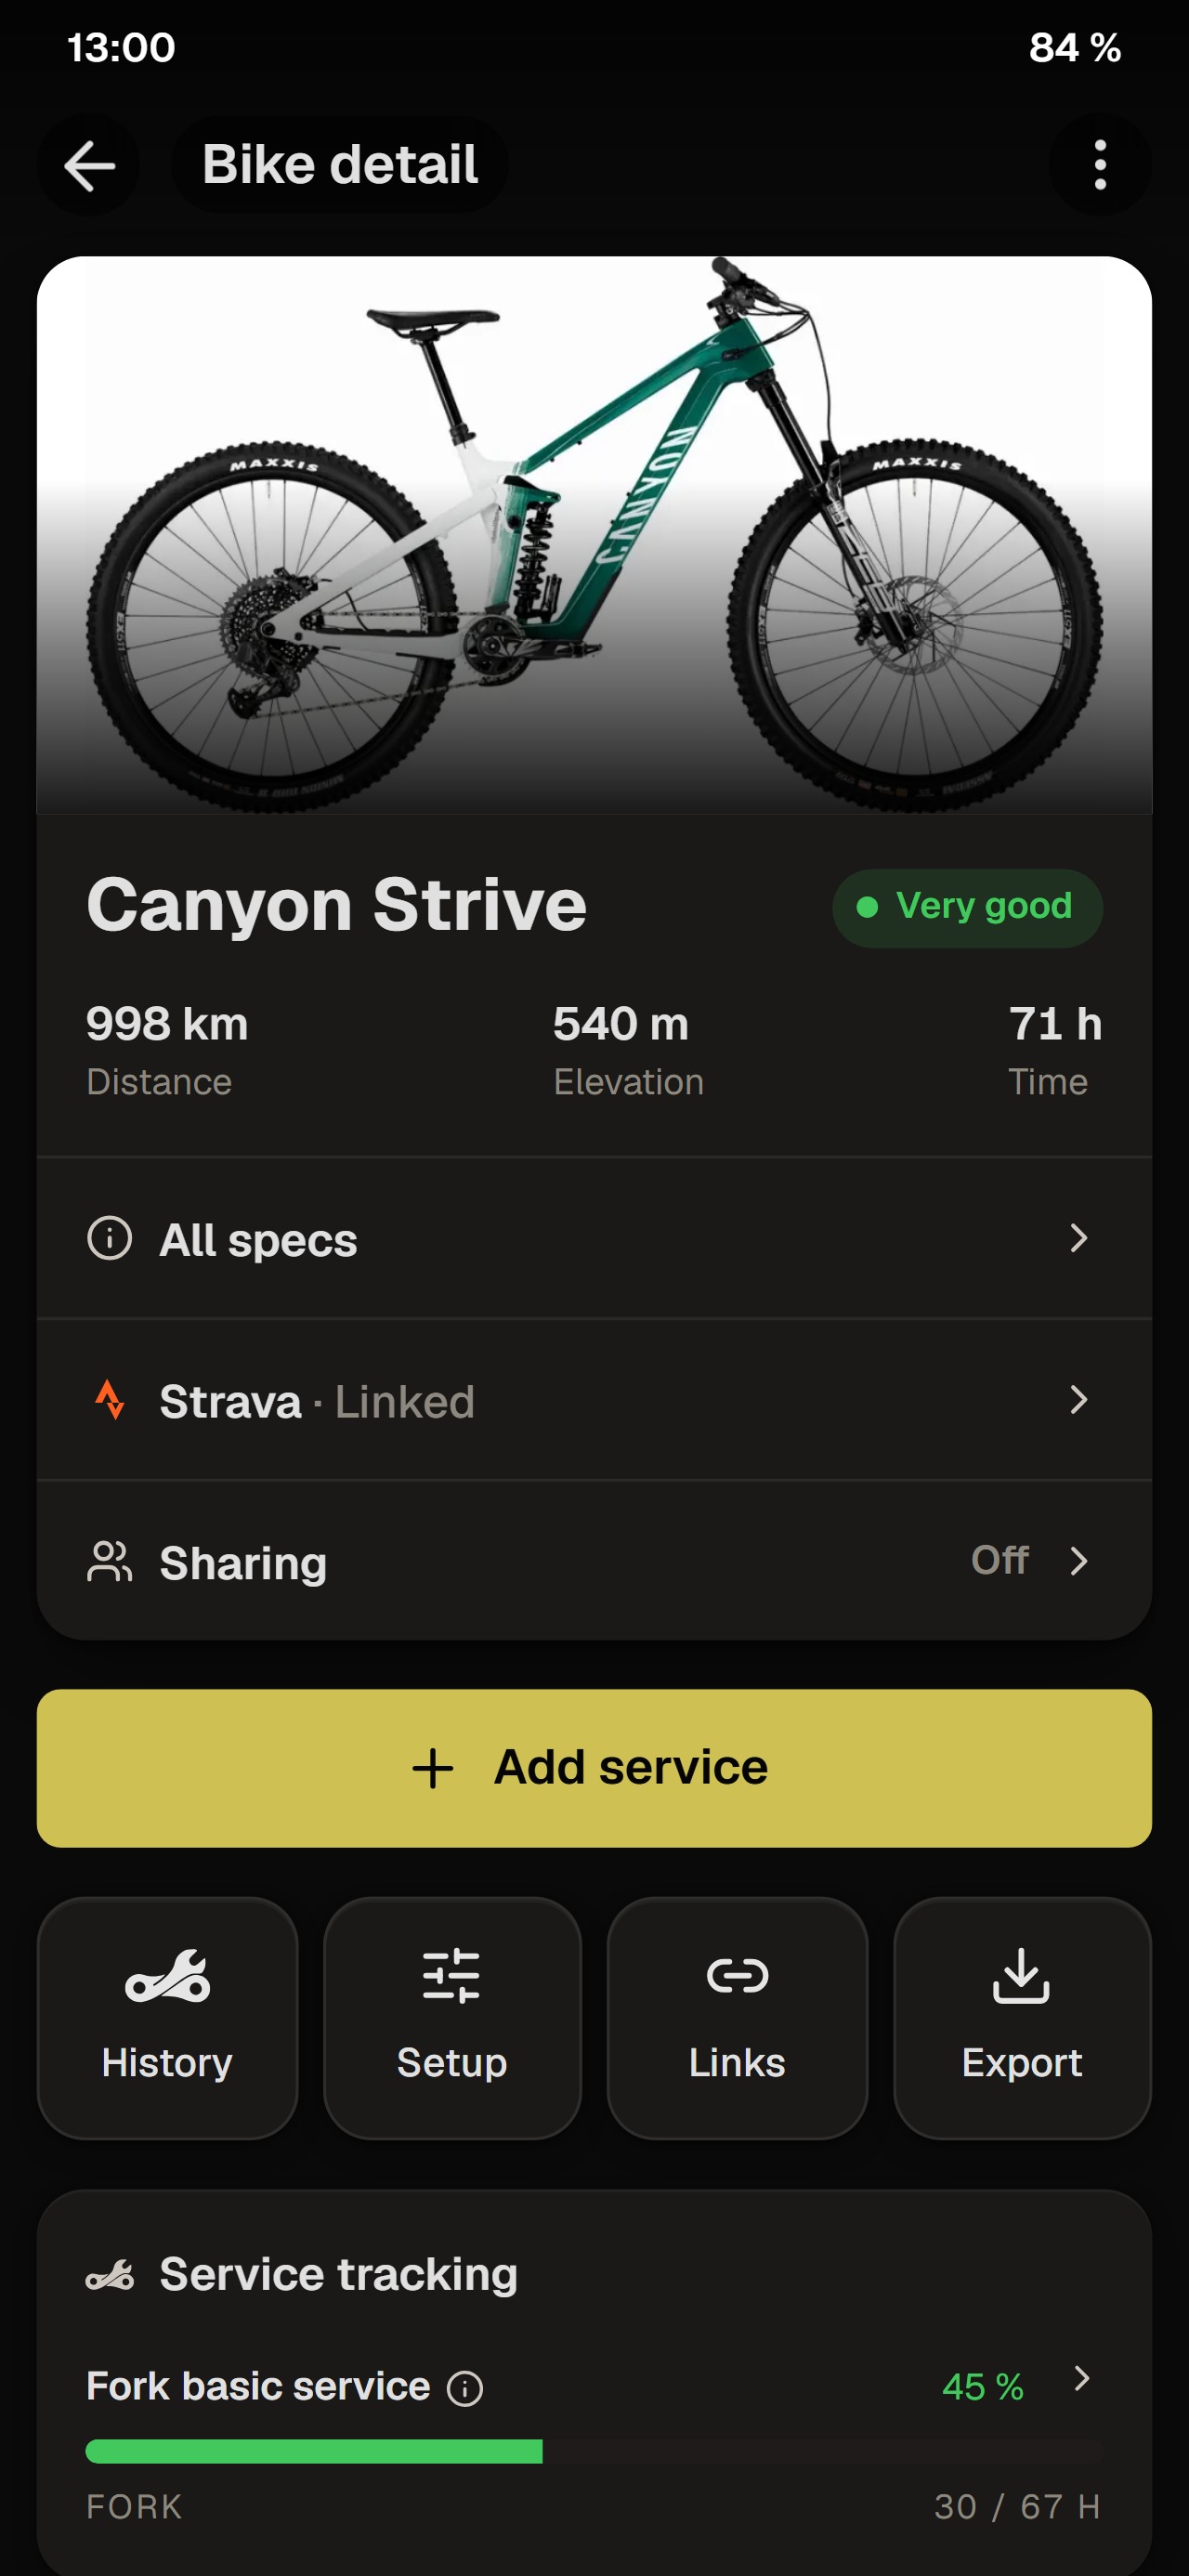 13:00 84 %
Bike detail
MAXXIS MAXXIS
CANYON
Canyon Strive
Very good
998 km 540 m 71 h
Distance Elevation Time
All specs
Strava · Linked
Sharing Off
Add service
History Setup Links Export
Service tracking
Fork basic service 45 %
FORK 30 / 67 H